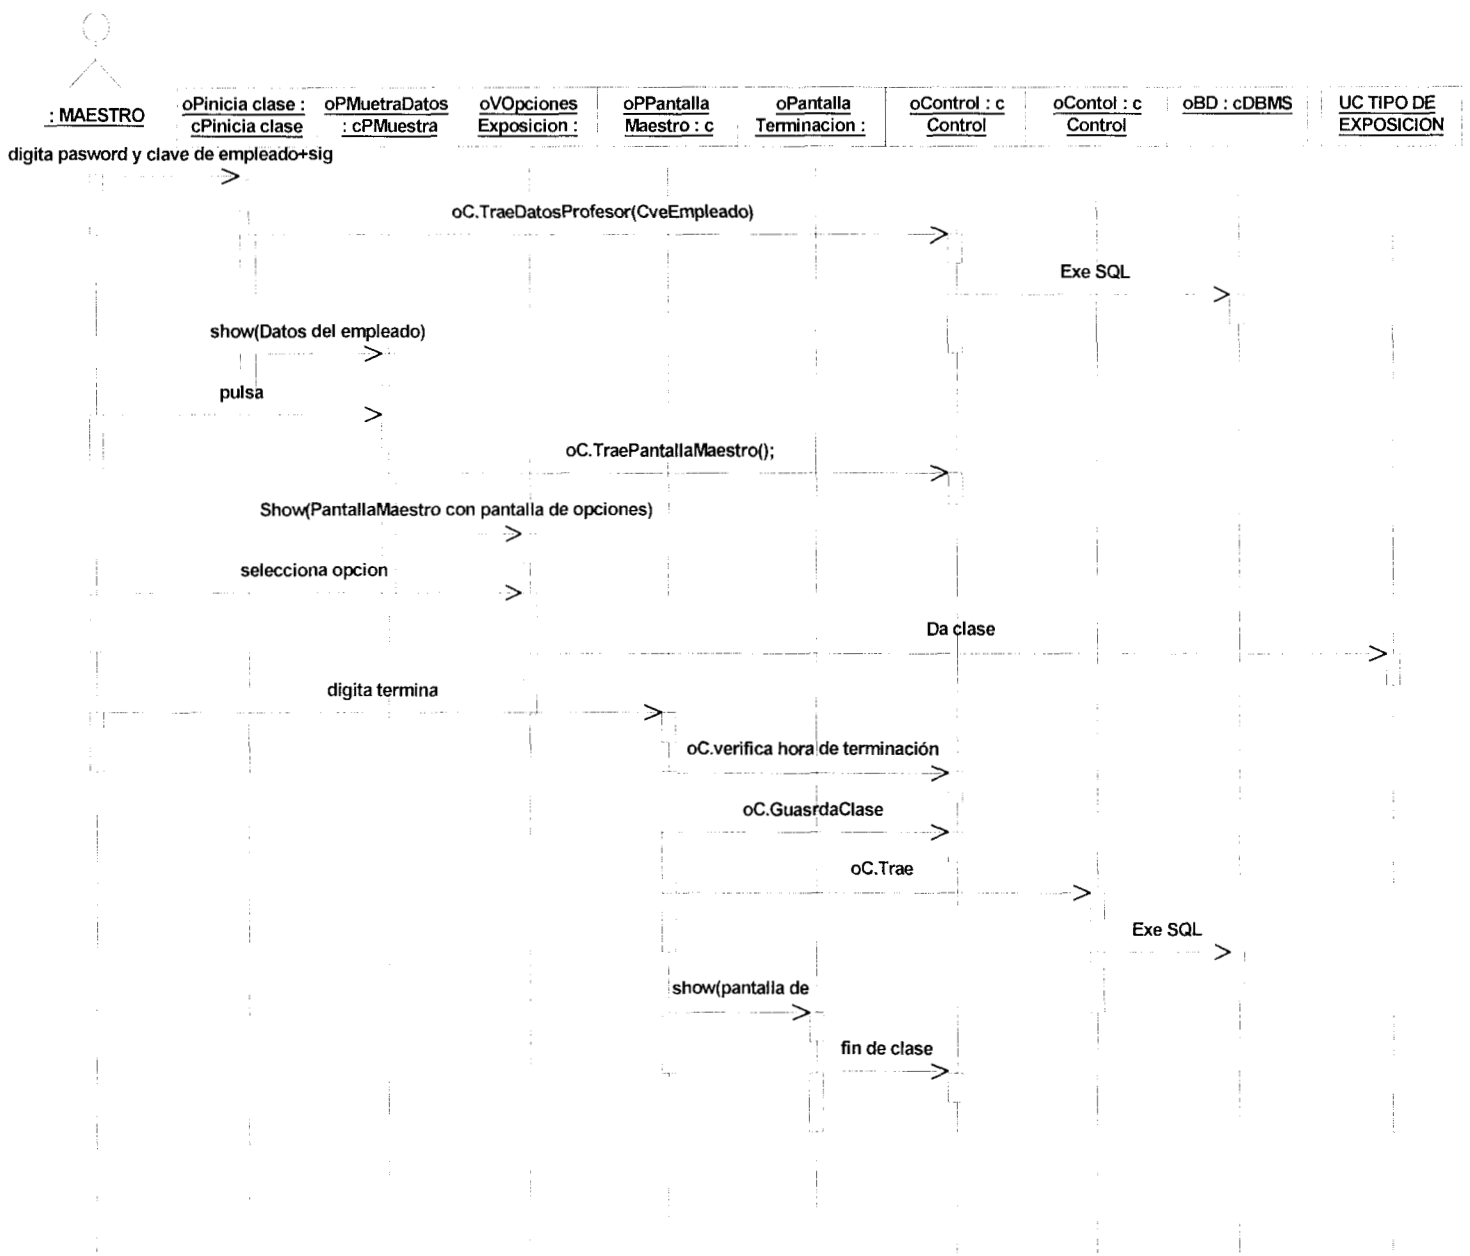 : MAESTRO
oPinicia clase :
cPinicia clase
oPMuetraDatos
: cPMuestra
oVOpciones
Exposicion :
oPPantalla
Maestro : c
oPantalla
Terminacion :
oControl : c
Control
oContol : c
Control
oBD : cDBMS
UC TIPO DE
EXPOSICION
digita pasword y clave de empleado+sig
oC.TraeDatosProfesor(CveEmpleado)
Exe SQL
show(Datos del empleado)
pulsa
oC.TraePantallaMaestro();
Show(PantallaMaestro con pantalla de opciones)
selecciona opcion
Da clase
digita termina
oC.verifica hora de terminación
oC.GuasrdaClase
oC.Trae
Exe SQL
show(pantalla de
fin de clase